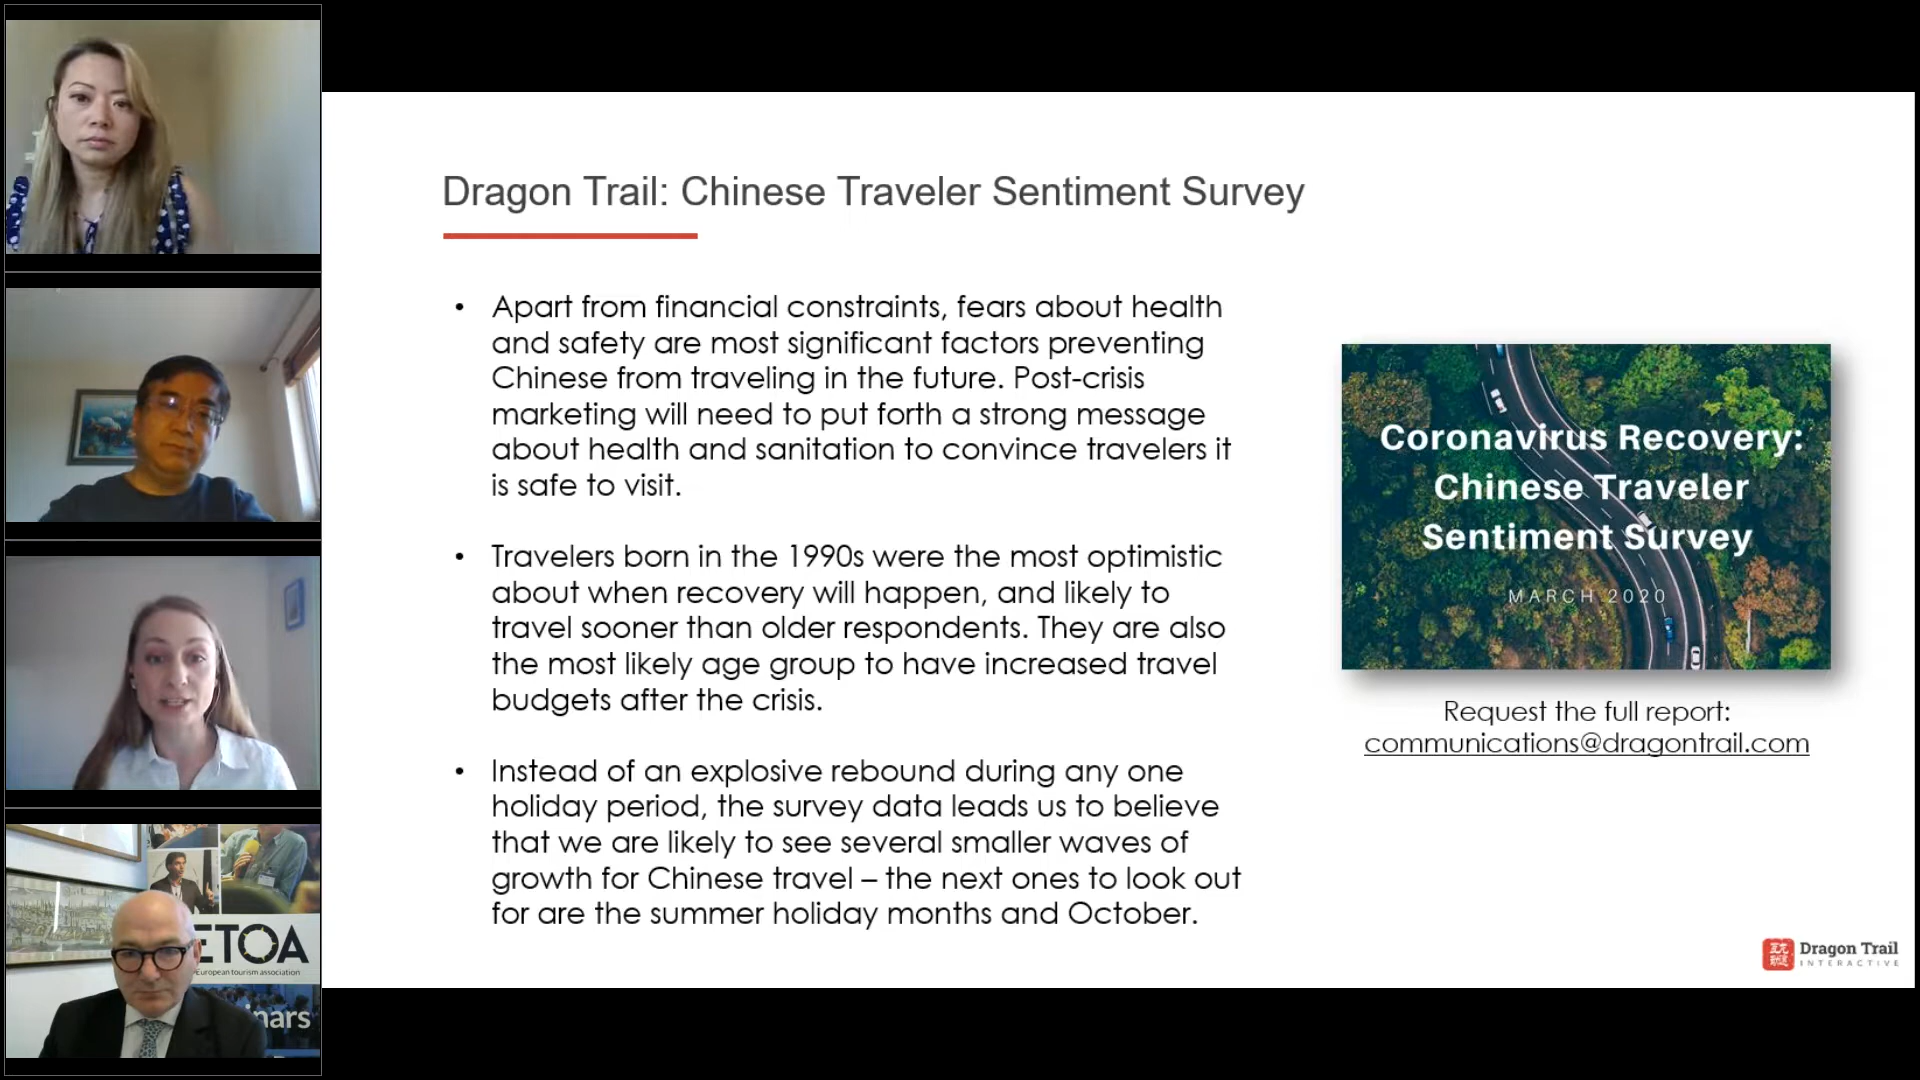 Dragon Trail: Chinese Traveler Sentiment Survey
• Apart from financial constraints, fears about health
and safety are most significant factors preventing
Chinese from traveling in the future. Post-crisis
marketing will need to put forth a strong message
about health and sanitation to convince travelers it
is safe to visit.
• Travelers born in the 1990s were the most optimistic
about when recovery will happen, and likely to
travel sooner than older respondents. They are also
the most likely age group to have increased travel
budgets after the crisis.
• Instead of an explosive rebound during any one
holiday period, the survey data leads us to believe
that we are likely to see several smaller waves of
growth for Chinese travel – the next ones to look out
for are the summer holiday months and October.
Coronavirus Recovery:
Chinese Traveler
Sentiment Survey
MARCH 2020
Request the full report:
communications@dragontrail.com
Dragon Trail
INTERACTIVE
ETOA
European tourism association
inars